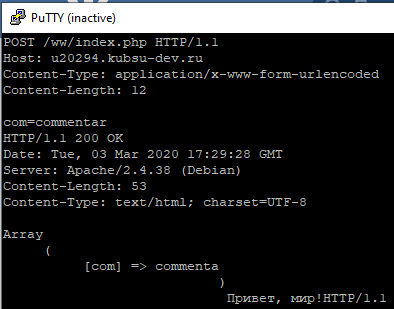 PuTTY (inactive)
POST /ww/index.php HTTP/1.1
Host: u20294.kubsu-dev.ru
Content-Type: application/x-www-form-urlencoded
Content-Length: 12
com=commentar
HTTP/1.1 200 OK
Date: Tue, 03 Mar 2020 17:29:28 GMT
Server: Apache/2.4.38 (Debian)
Content-Length: 53
Content-Type: text/html; charset=UTF-8
Array
(
[com] => commenta
)
Привет, мир!HTTP/1.1